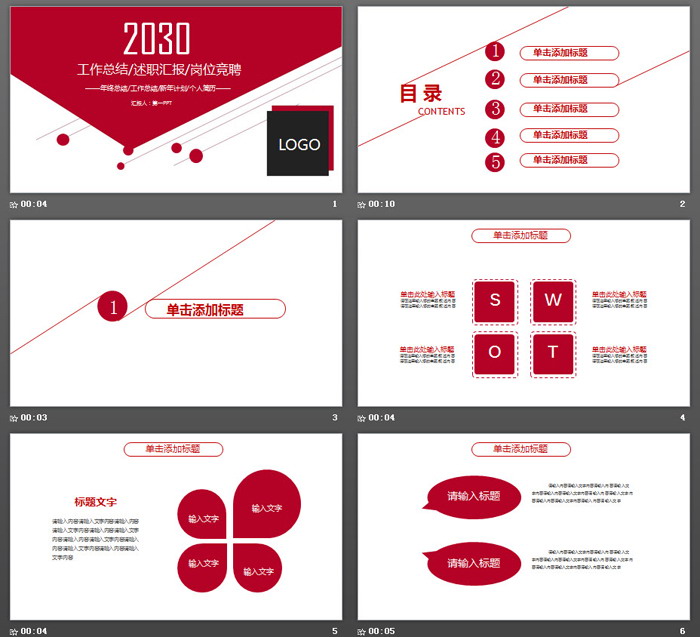 2030
工作总结/述职汇报/岗位竞聘
——年终总结/工作总结/新年计划/个人简历——
汇报人：第一PPT
LOGO
00:04
1
目录
CONTENTS
1
单击添加标题
2
单击添加标题
3
单击添加标题
4
单击添加标题
5
单击添加标题
00:10
2
1
单击添加标题
00:03
3
单击添加标题
单击此处输入标题
S
W
单击此处输入标题
单击此处输入标题
O
T
单击此处输入标题
00:04
4
单击添加标题
标题文字
请输入内容请输入文字内容请输入内
容请输入文字内容请输入内容请输入文字
内容请输入内容请输入文字内容请输入
内容请输入文字内容请输入内容请输入
文字内容
输入文字
输入文字
输入文字
输入文字
00:04
5
单击添加标题
请输入标题
请输入标题
00:05
6